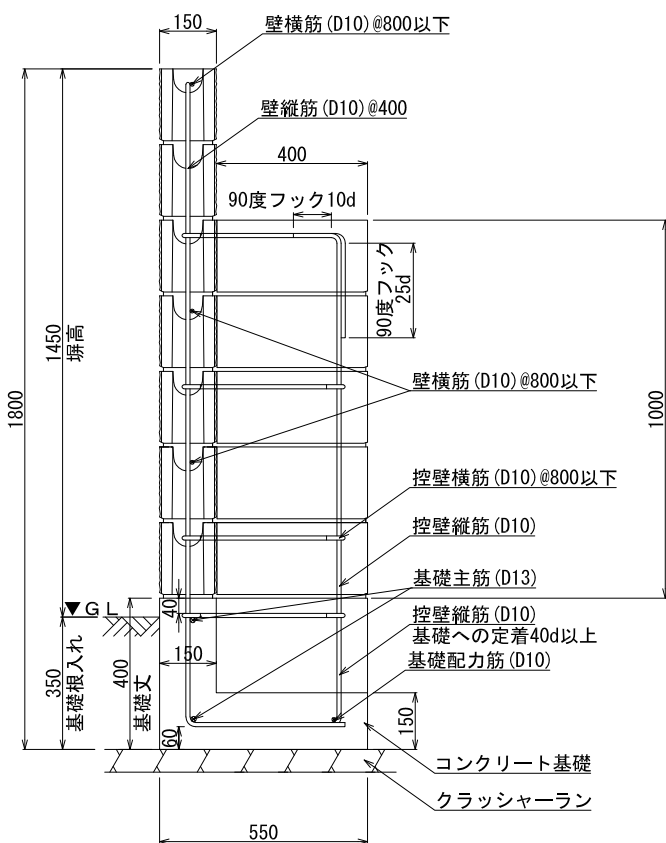 150
壁横筋(D10)@800以下
壁縦筋(D10)@400
400
90度フック10d
90度フック
25d
1800
1450
塀高
1000
壁横筋(D10)@800以下
控壁横筋(D10)@800以下
控壁縦筋(D10)
基礎主筋(D13)
▼GL
40
控壁縦筋(D10)
基礎への定着40d以上
基礎配力筋(D10)
150
350
基礎根入れ
400
基礎丈
60
150
コンクリート基礎
クラッシャーラン
550